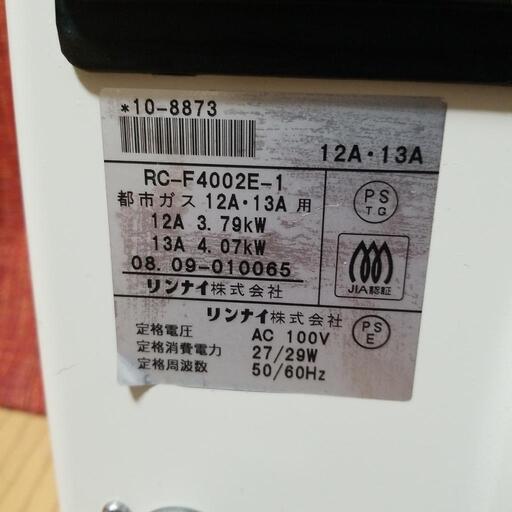 *10-8873
12A・13A
RC-F4002E-1
都市ガス 12A・13A 用
12A 3.79kW
13A 4.07kW
08.09-010065
リンナイ株式会社
PS
TG
JIA認証
リンナイ株式会社
定格電圧 AC 100V
定格消費電力 27/29W
定格周波数 50/60Hz
PS
E